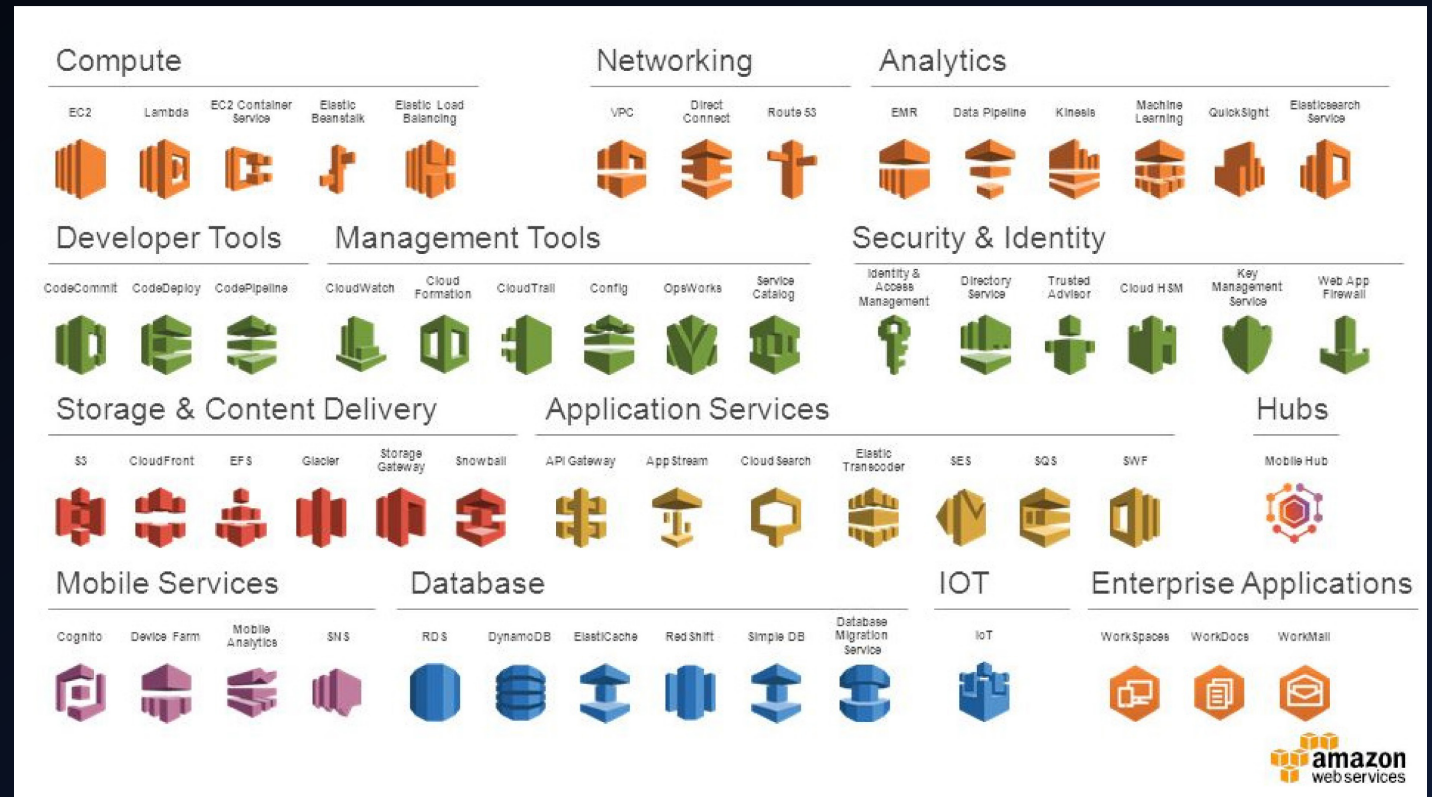 Compute
Networking
Analytics
EC2
Lambda
EC2 Container
Service
Elastic
Beanstalk
Elastic Load
Balancing
VPC
Direct
Connect
Route 53
EMR
Data Pipeline
Kinesis
Machine
Learning
QuickSight
Elasticsearch
Service
Developer Tools
Management Tools
Security & Identity
CodeCommit
CodeDeploy
CodePipeline
CloudWatch
Cloud
Formation
CloudTrail
Config
OpsWorks
Service
Catalog
Identity &
Access
Management
Directory
Service
Trusted
Advisor
Cloud HSM
Key
Management
Service
Web App
Firewall
Storage & Content Delivery
Application Services
Hubs
S3
CloudFront
EFS
Glacier
Storage
Gateway
Snowball
API Gateway
AppStream
CloudSearch
Elastic
Transcoder
SES
SQS
SWF
Mobile Hub
Mobile Services
Database
IOT
Enterprise Applications
Cognito
Device Farm
Mobile
Analytics
SNS
RDS
DynamoDB
ElastiCache
RedShift
Simple DB
Database
Migration
Service
IoT
WorkSpaces
WorkDocs
WorkMail
amazon
web services